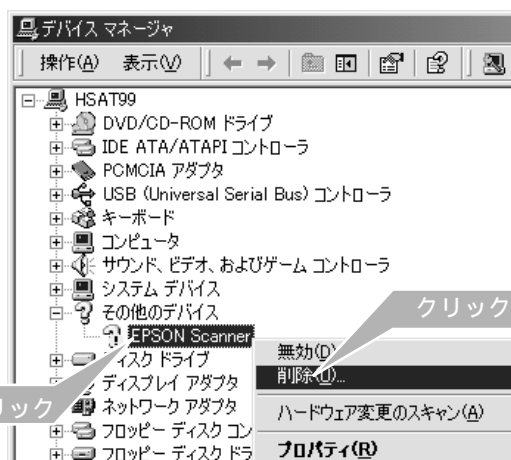 デバイス マネージャ
操作(A) 表示(V)
HSAT99
DVD/CD-ROM ドライブ
IDE ATA/ATAPI コントローラ
PCMCIA アダプタ
USB (Universal Serial Bus) コントローラ
キーボード
コンピュータ
サウンド、ビデオ、およびゲーム コントローラ
システム デバイス
その他のデバイス
クリック
EPSON Scanner
無効(D)
ィスク ドライブ
削除(U)...
ディスプレイ アダプタ
リック
ネットワーク アダプタ
ハードウェア変更のスキャン(A)
フロッピー ディスク コン
フロッピー ディスク ドラ
プロパティ(R)